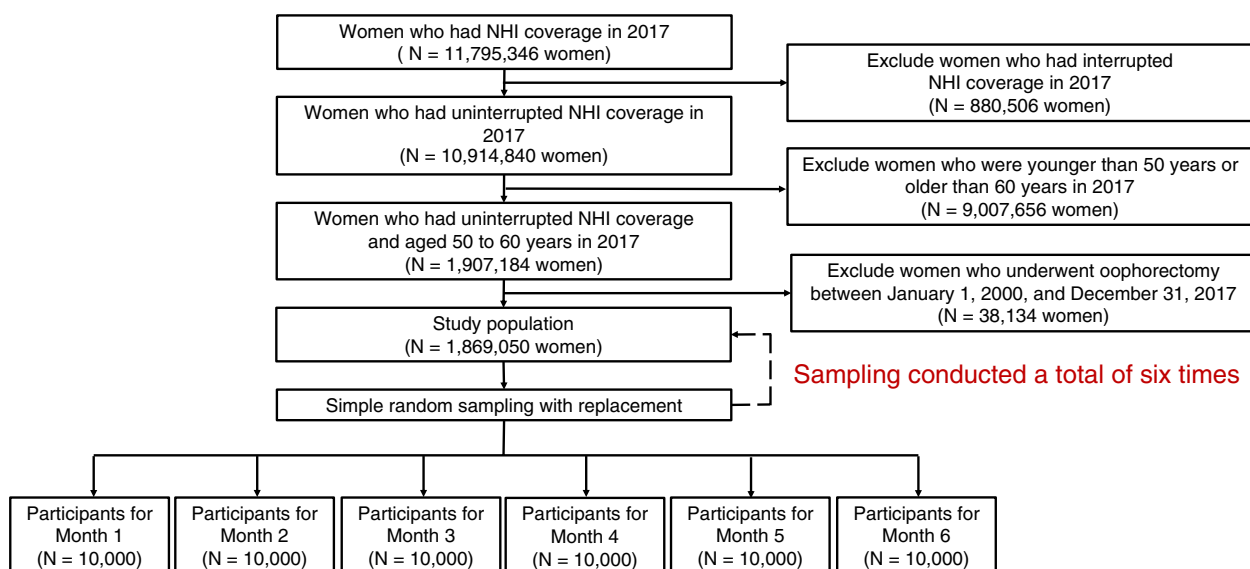 Women who had NHI coverage in 2017
( N = 11,795,346 women)
Exclude women who had interrupted
NHI coverage in 2017
(N = 880,506 women)
Women who had uninterrupted NHI coverage in
2017
(N = 10,914,840 women)
Exclude women who were younger than 50 years or
older than 60 years in 2017
(N = 9,007,656 women)
Women who had uninterrupted NHI coverage
and aged 50 to 60 years in 2017
(N = 1,907,184 women)
Exclude women who underwent oophorectomy
between January 1, 2000, and December 31, 2017
(N = 38,134 women)
Study population
(N = 1,869,050 women)
Sampling conducted a total of six times
Simple random sampling with replacement
Participants for
Month 1
(N = 10,000)
Participants for
Month 2
(N = 10,000)
Participants for
Month 3
(N = 10,000)
Participants for
Month 4
(N = 10,000)
Participants for
Month 5
(N = 10,000)
Participants for
Month 6
(N = 10,000)